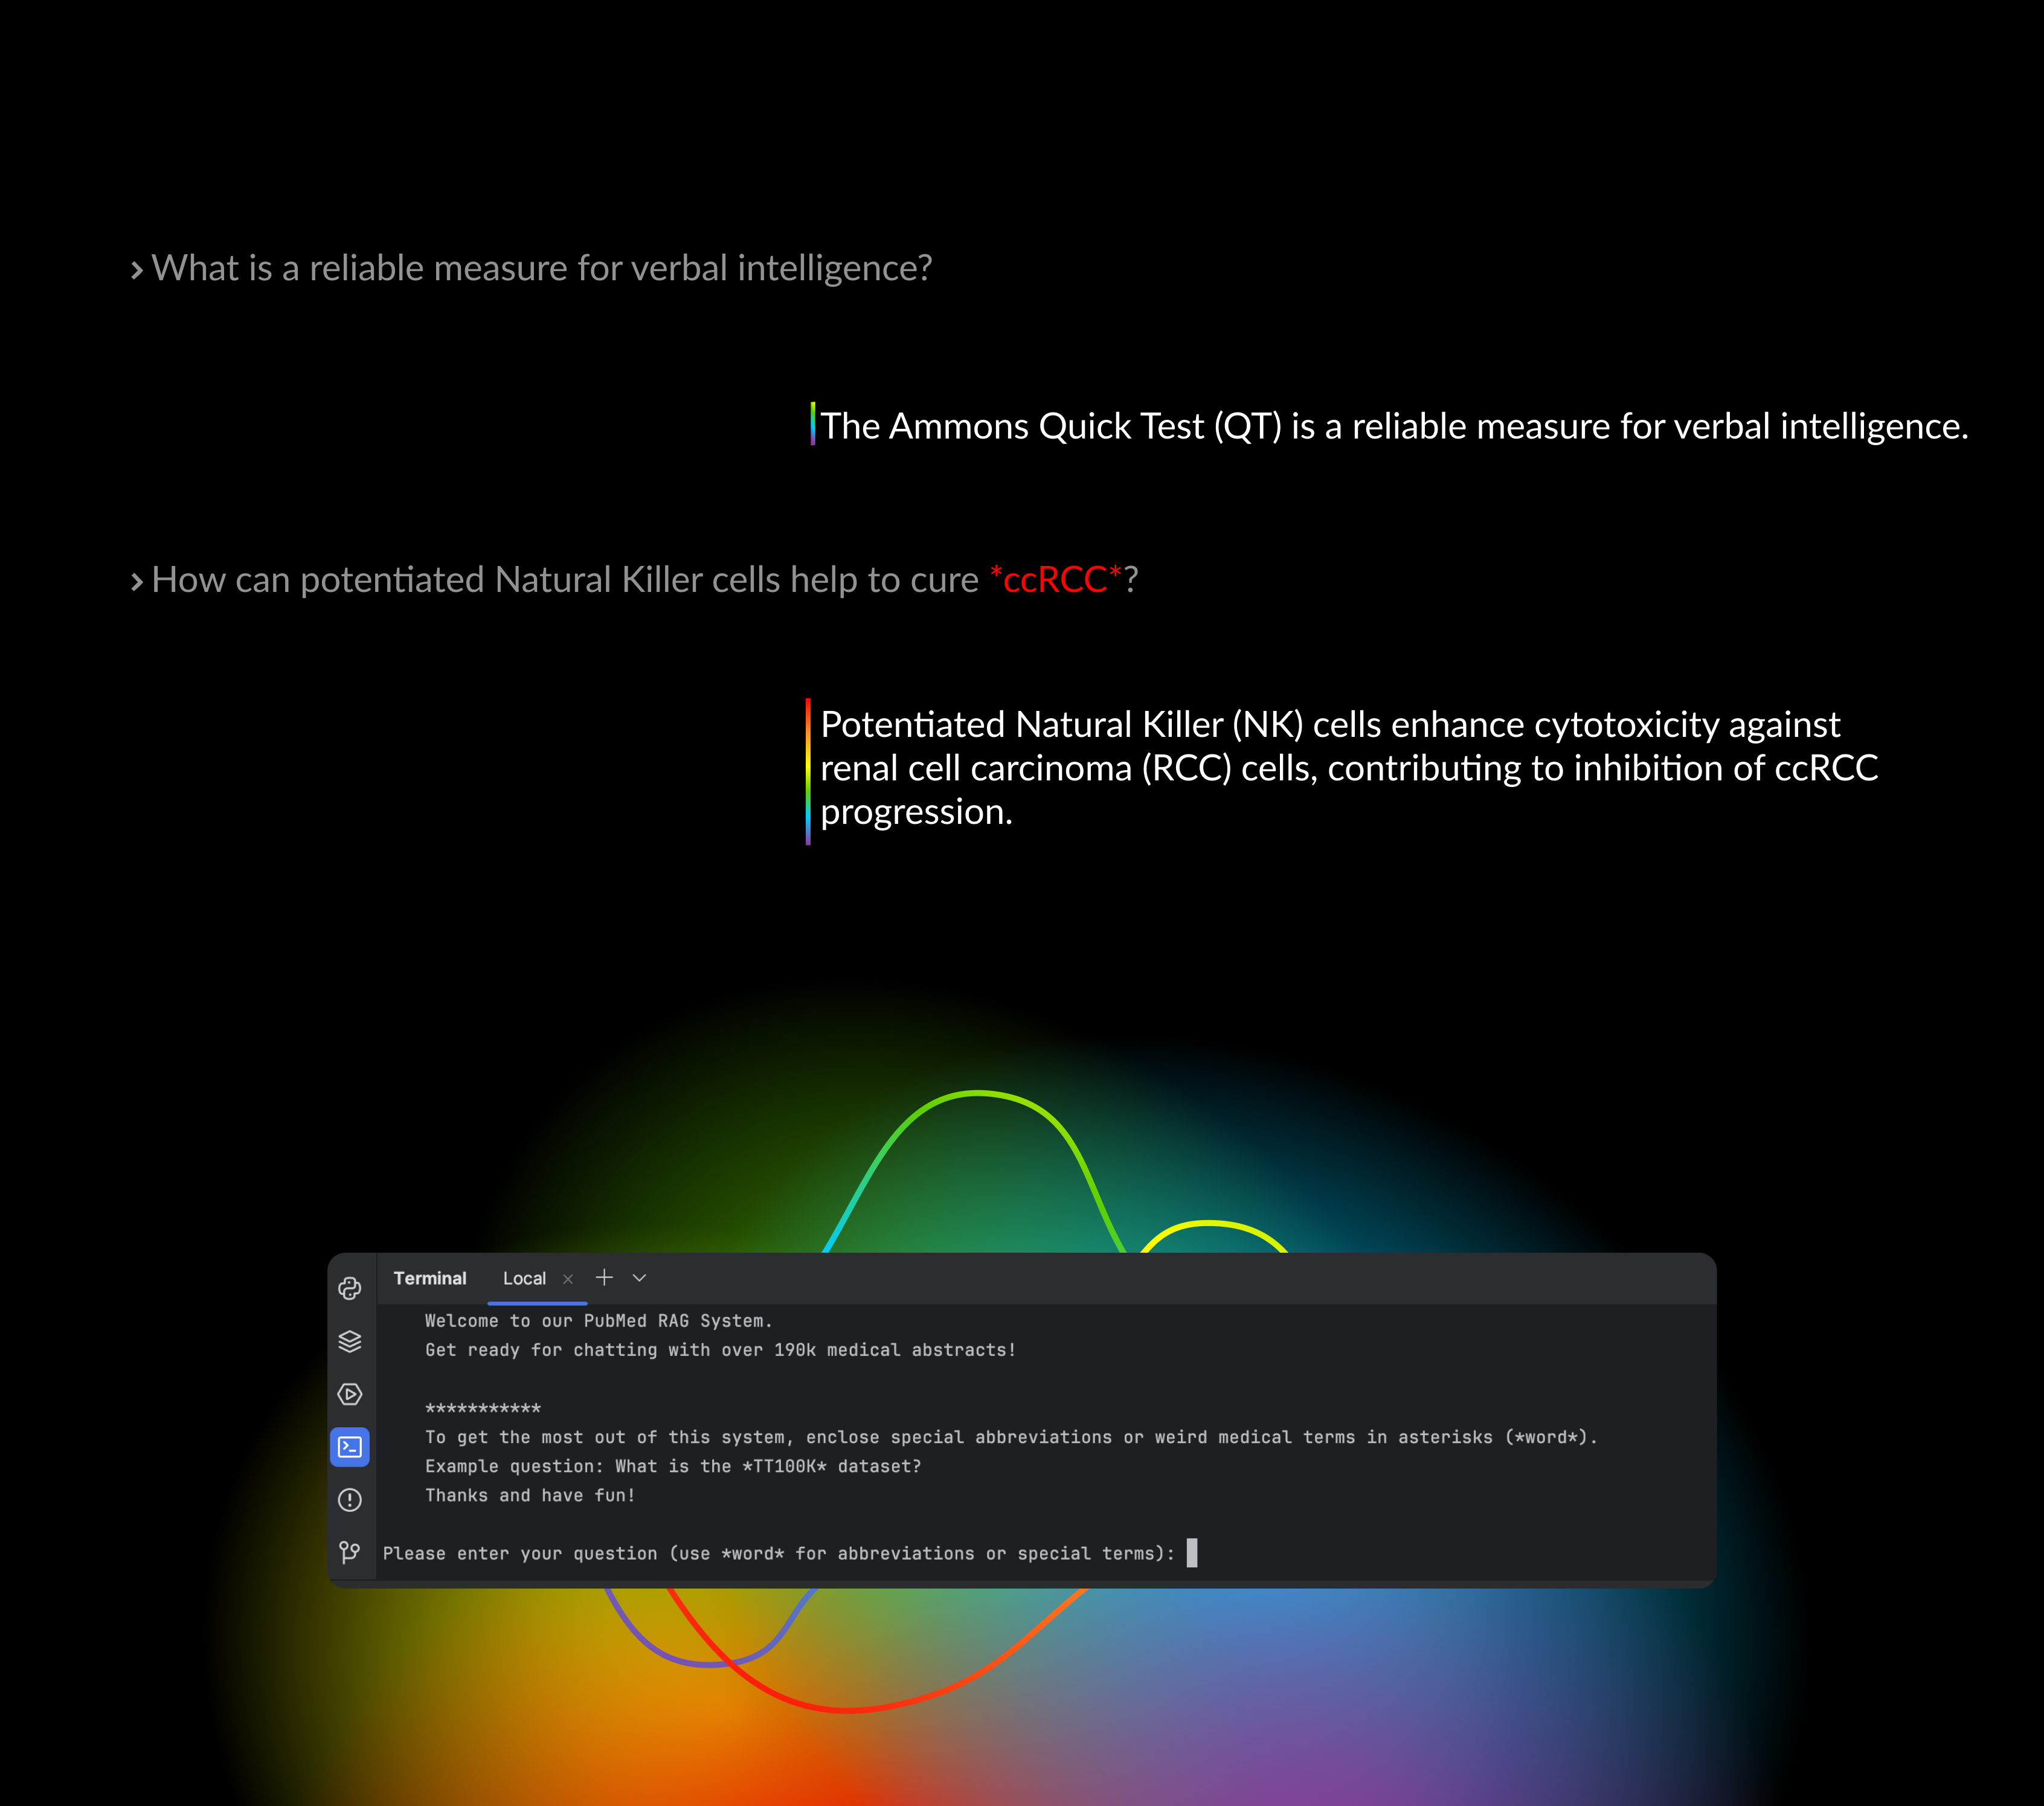 What is a reliable measure for verbal intelligence?
The Ammons Quick Test (QT) is a reliable measure for verbal intelligence.
How can potentiated Natural Killer cells help to cure *ccRCC*?
Potentiated Natural Killer (NK) cells enhance cytotoxicity against
renal cell carcinoma (RCC) cells, contributing to inhibition of ccRCC
progression.
Terminal Local
Welcome to our PubMed RAG System.
Get ready for chatting with over 190k medical abstracts!
***********
To get the most out of this system, enclose special abbreviations or weird medical terms in asterisks (*word*).
Example question: What is the *TT100K* dataset?
Thanks and have fun!
Please enter your question (use *word* for abbreviations or special terms):